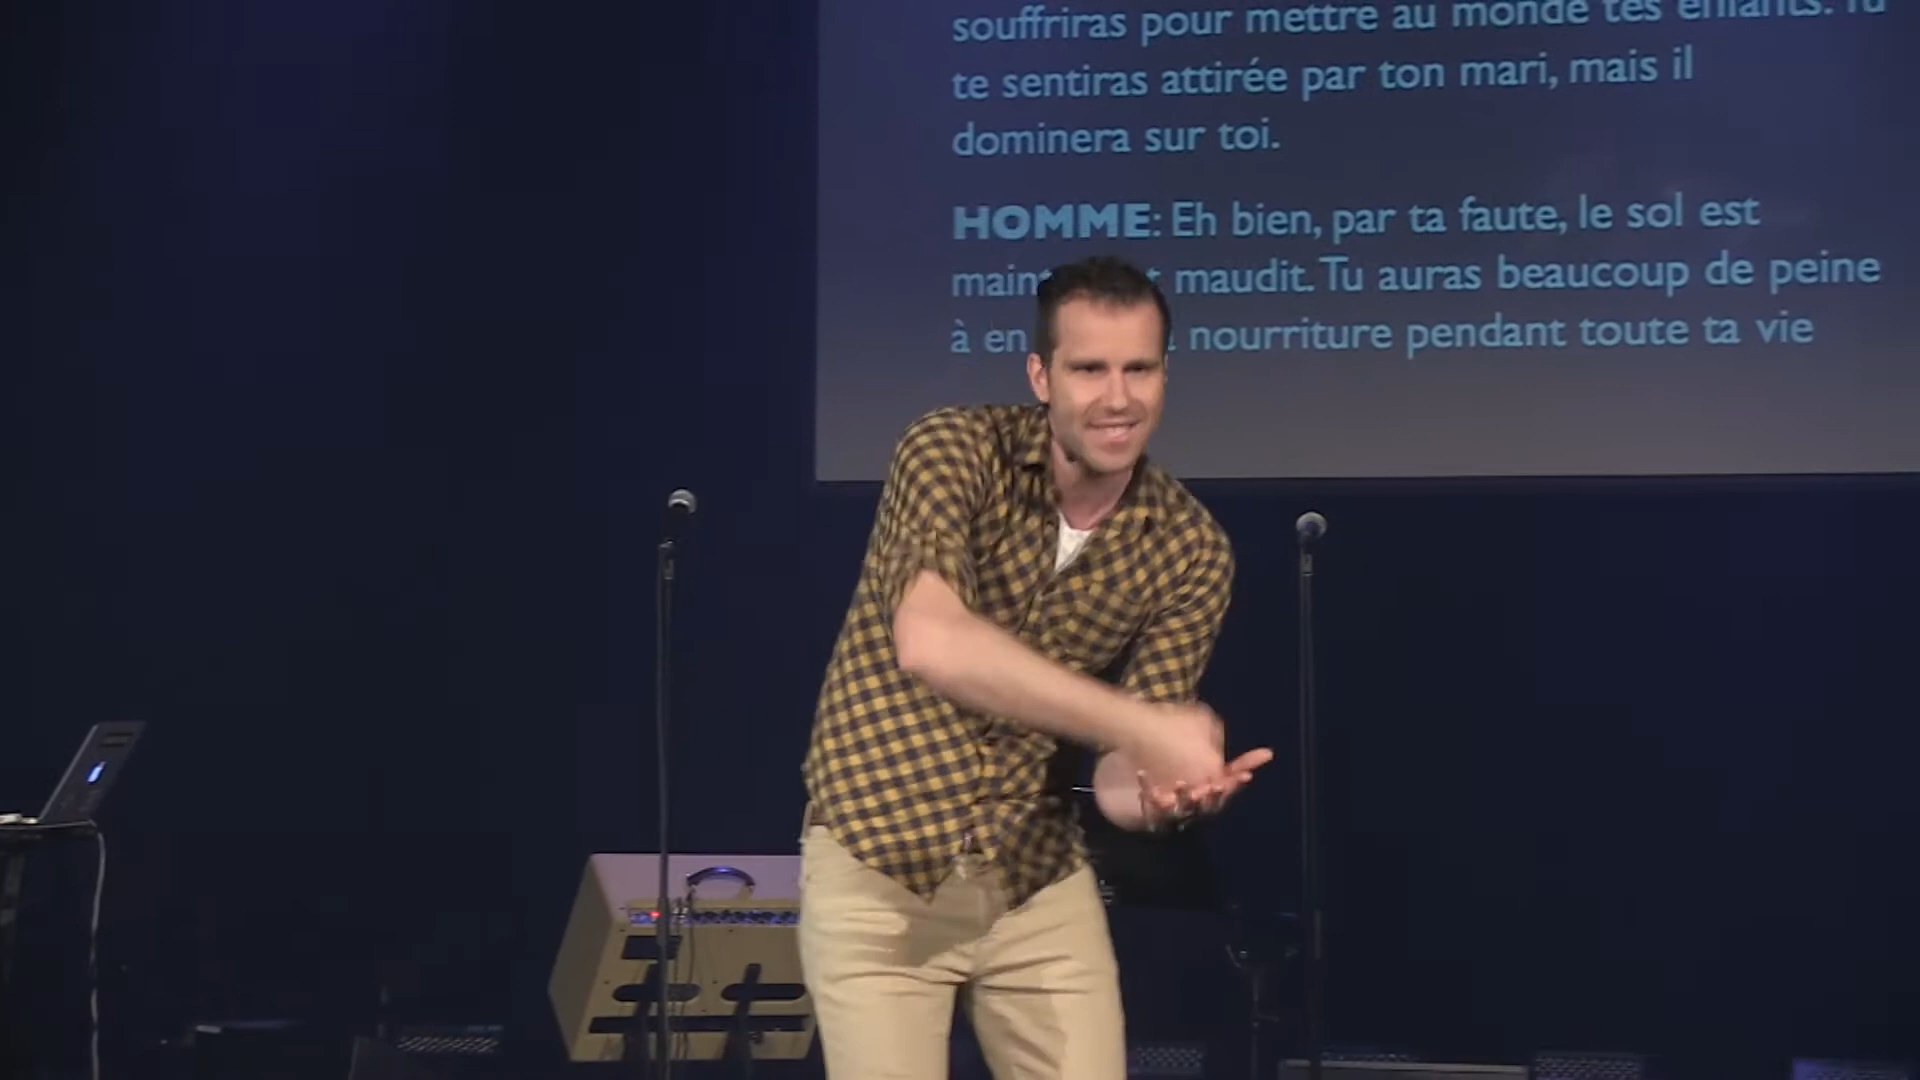 souffriras pour mettre au monde tes enfants. Tu
te sentiras attirée par ton mari, mais il
dominera sur toi.
HOMME: Eh bien, par ta faute, le sol est
maudit. Tu auras beaucoup de peine
à en nourriture pendant toute ta vie